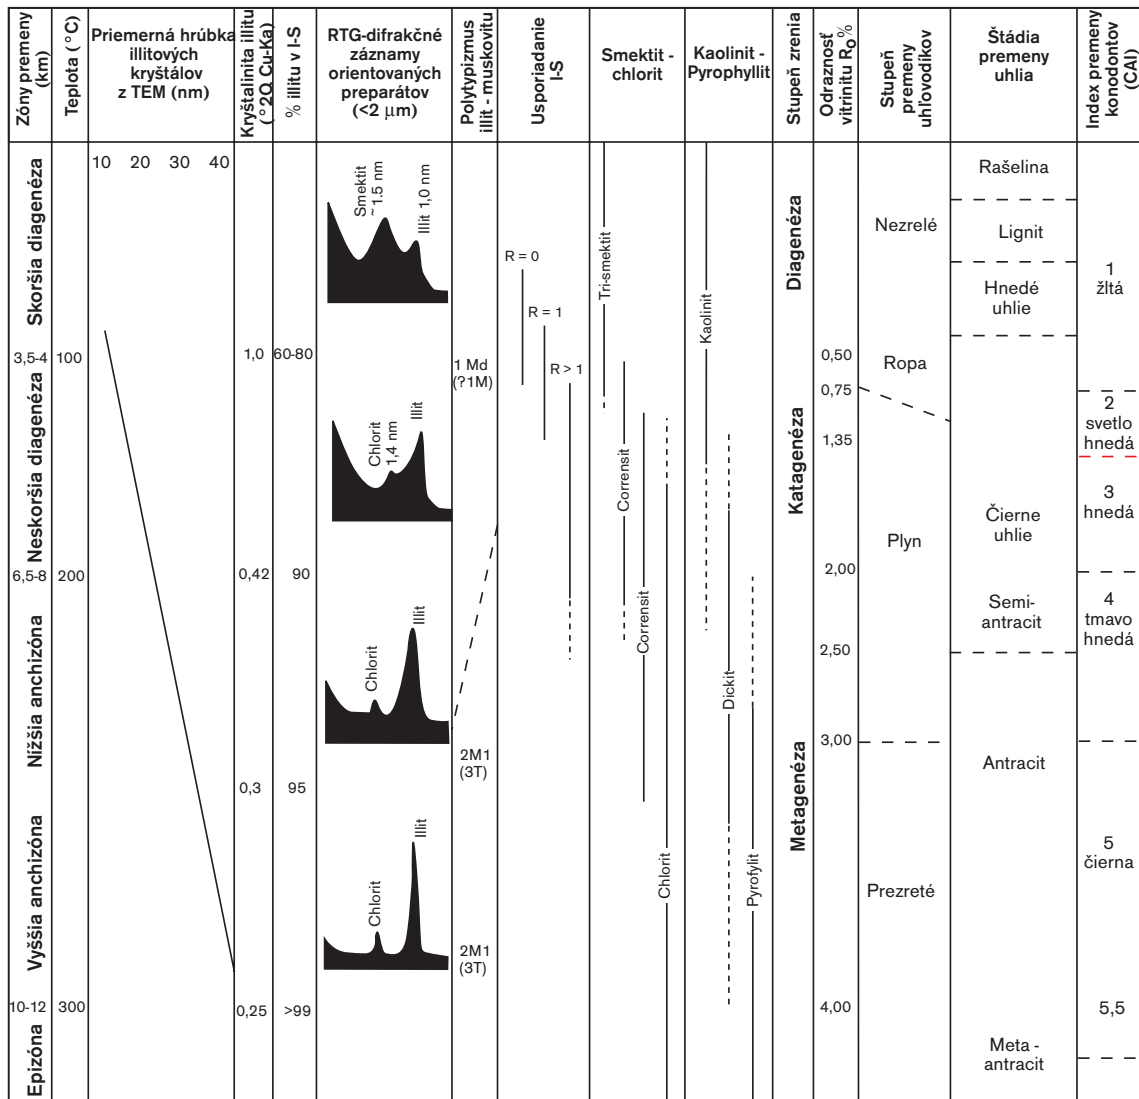 Zóny premeny
(km)
Teplota (°C)
Priemerná hrúbka
illitových
kryštálov
z TEM (nm)
Kryštalinita illitu
(°2Ω Cu-Ka)
% illitu v I-S
RTG-difrakčné
záznamy
orientovaných
preparátov
(<2 μm)
Polytypizmus
illit - muskovitu
Usporiadanie
I-S
Smektit -
chlorit
Kaolinit -
Pyrophyllit
Stupeň zrenia
Odraznosť
vitrinitu Ro%
Stupeň
premeny
uhľovodíkov
Štádia
premeny
uhlia
Index premeny
konodontov
(CAI)
Skoršia diagenéza
3,5-4
Neskoršia diagenéza
6,5-8
Nižšia anchizóna
Vyššia anchizóna
10-12
Epizóna
100
200
300
10 20 30 40
1,0
0,42
0,3
0,25
60-80
90
95
>99
Smektit
~1.5 nm
Illit 1,0 nm
Chlorit
1,4 nm
Illit
Chlorit
Illit
Chlorit
Illit
1 Md
(?1M)
2M1
(3T)
2M1
(3T)
R = 0
R = 1
R > 1
Tri-smektit
Corrensit
Corrensit
Chlorit
Kaolinit
Dickit
Pyrofylit
Diagenéza
Katagenéza
Metagenéza
0,50
0,75
1,35
2,00
2,50
3,00
4,00
Nezrelé
Ropa
Plyn
Prezreté
Rašelina
Lignit
Hnedé
uhlie
Čierne
uhlie
Semi-
antracit
Antracit
Meta -
antracit
1
žltá
2
svetlo
hnedá
3
hnedá
4
tmavo
hnedá
5
čierna
5,5